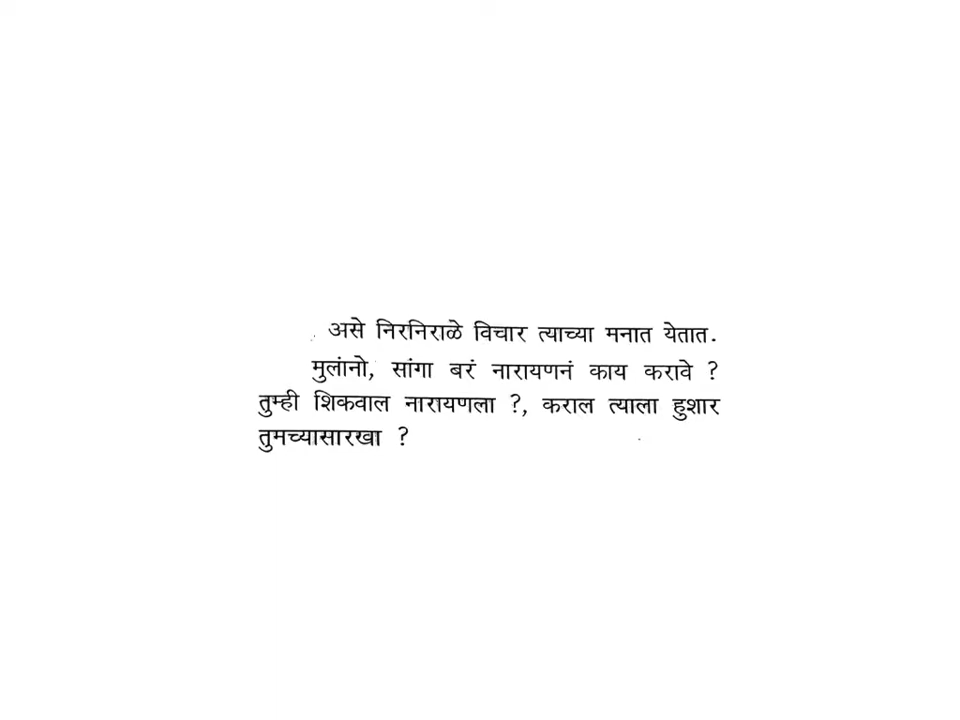 असे निरनिराळे विचार त्याच्या मनात येतात.
मुलांनो, सांगा बरं नारायणनं काय करावे ?
तुम्ही शिकवाल नारायणला ?, कराल त्याला हुशार
तुमच्यासारखा ?